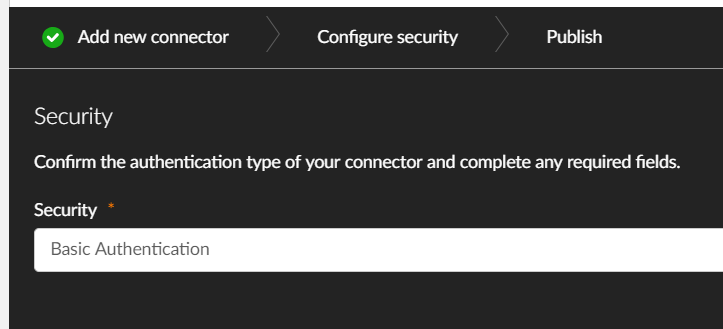 Add new connector
Configure security
Publish
Security
Confirm the authentication type of your connector and complete any required fields.
Security *
Basic Authentication